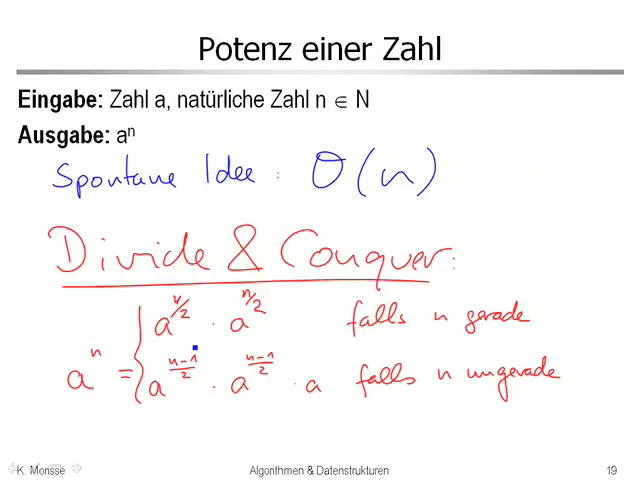 Potenz einer Zahl
Eingabe: Zahl a, natürliche Zahl n ∈ N
Ausgabe: aⁿ
Spontane Idee : O(n)
Divide & Conquer:
a^{n/2} · a^{n/2} falls n gerade
aⁿ =
a^{(n-1)/2} · a^{(n-1)/2} · a falls n ungerade
K. Morisse Algorithmen & Datenstrukturen 19